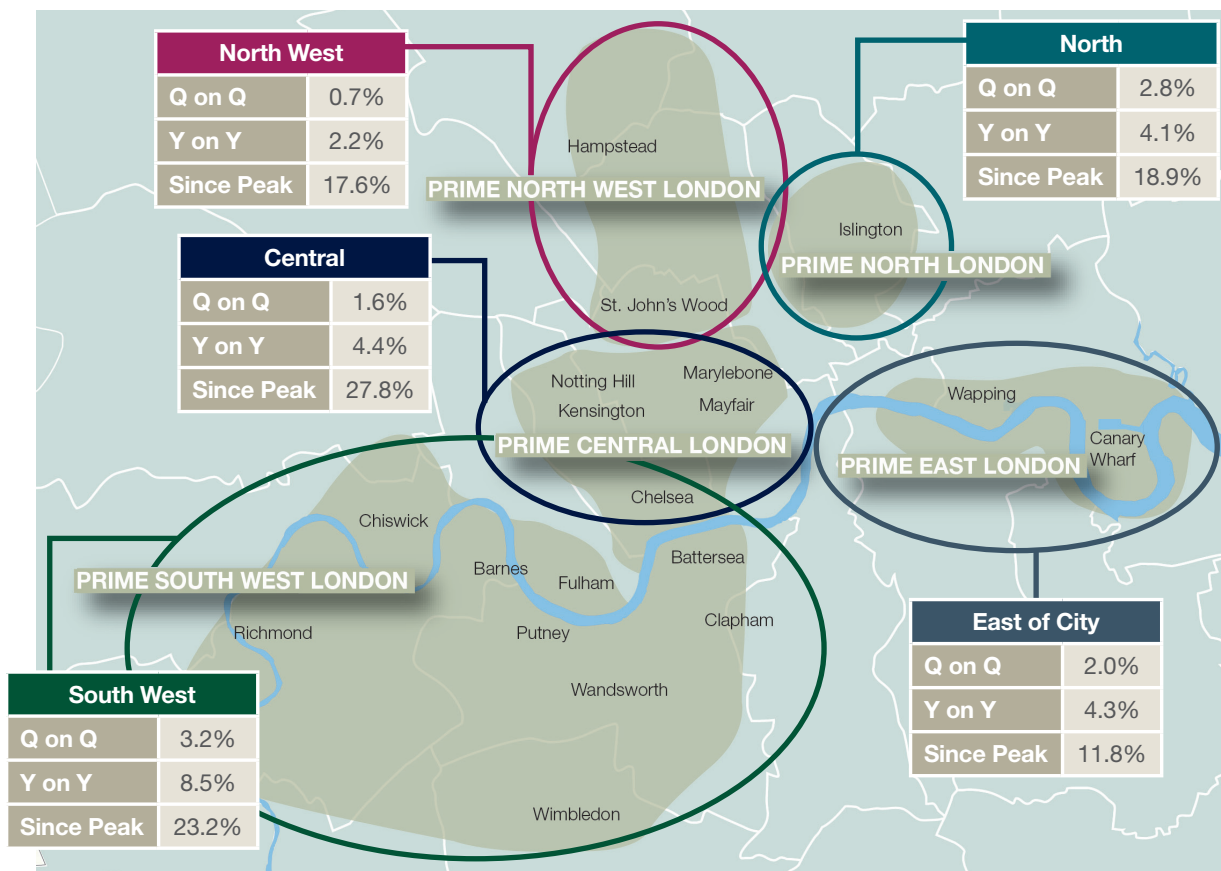 North West
Q on Q 0.7%
Y on Y 2.2%
Since Peak 17.6%
North
Q on Q 2.8%
Y on Y 4.1%
Since Peak 18.9%
Hampstead
PRIME NORTH WEST LONDON
Islington
PRIME NORTH LONDON
St. John's Wood
Central
Q on Q 1.6%
Y on Y 4.4%
Since Peak 27.8%
Notting Hill
Marylebone
Kensington
Mayfair
PRIME CENTRAL LONDON
Chelsea
Wapping
Canary
Wharf
PRIME EAST LONDON
Chiswick
PRIME SOUTH WEST LONDON
Barnes
Fulham
Battersea
Richmond
Putney
Clapham
Wandsworth
Wimbledon
East of City
Q on Q 2.0%
Y on Y 4.3%
Since Peak 11.8%
South West
Q on Q 3.2%
Y on Y 8.5%
Since Peak 23.2%